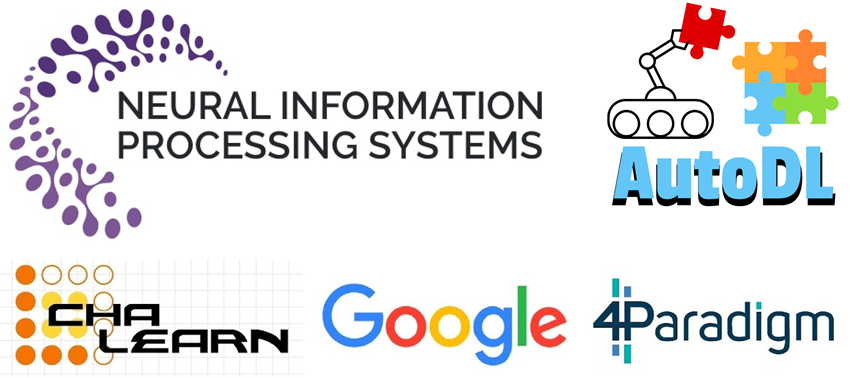 NEURAL INFORMATION
PROCESSING SYSTEMS
AutoDL
CHA
LEARN
Google
4Paradigm